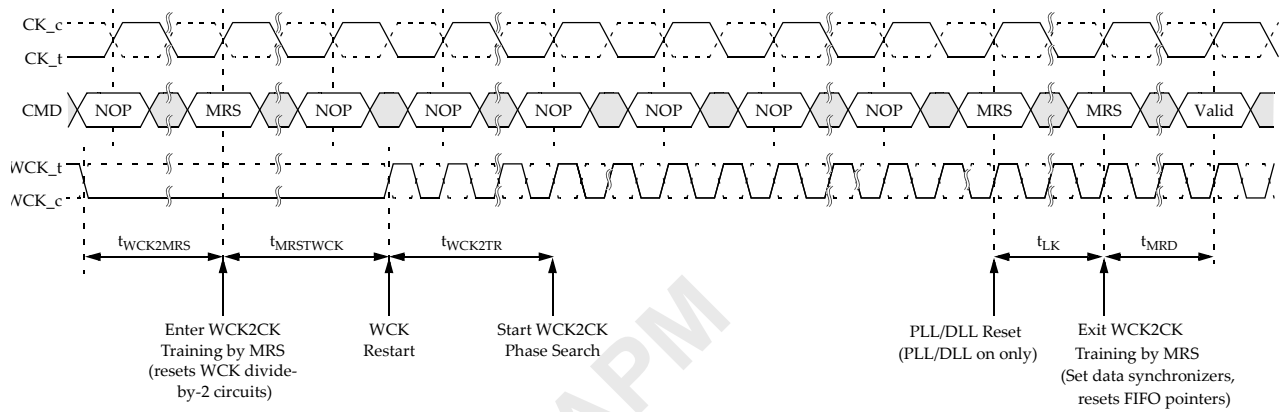 CK_c
CK_t
CMD NOP MRS NOP NOP NOP NOP NOP NOP MRS MRS Valid
WCK_t
WCK_c
tWCK2MRS tMRSTWCK tWCK2TR tLK tMRD
Enter WCK2CK
Training by MRS
(resets WCK divide-
by-2 circuits)
WCK
Restart
Start WCK2CK
Phase Search
PLL/DLL Reset
(PLL/DLL on only)
Exit WCK2CK
Training by MRS
(Set data synchronizers,
resets FIFO pointers)